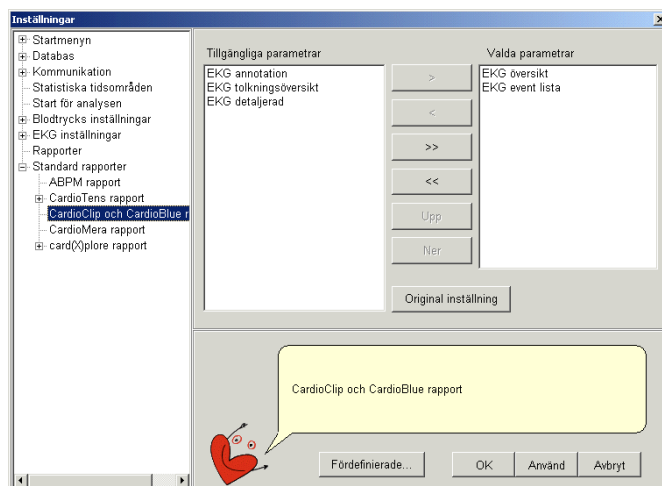 Inställningar
Startmenyn
Databas
Kommunikation
Statistiska tidsområden
Start för analysen
Blodtrycks inställningar
EKG inställningar
Rapporter
Standard rapporter
ABPM rapport
CardioTens rapport
CardioClip och CardioBlue r
CardioMera rapport
card(X)plore rapport
Tillgängliga parametrar
EKG annotation
EKG tolkningsöversikt
EKG detaljerad
>
<
>>
<<
Upp
Ner
Original inställning
Valda parametrar
EKG översikt
EKG event lista
CardioClip och CardioBlue rapport
Fördefinierade...
OK
Använd
Avbryt